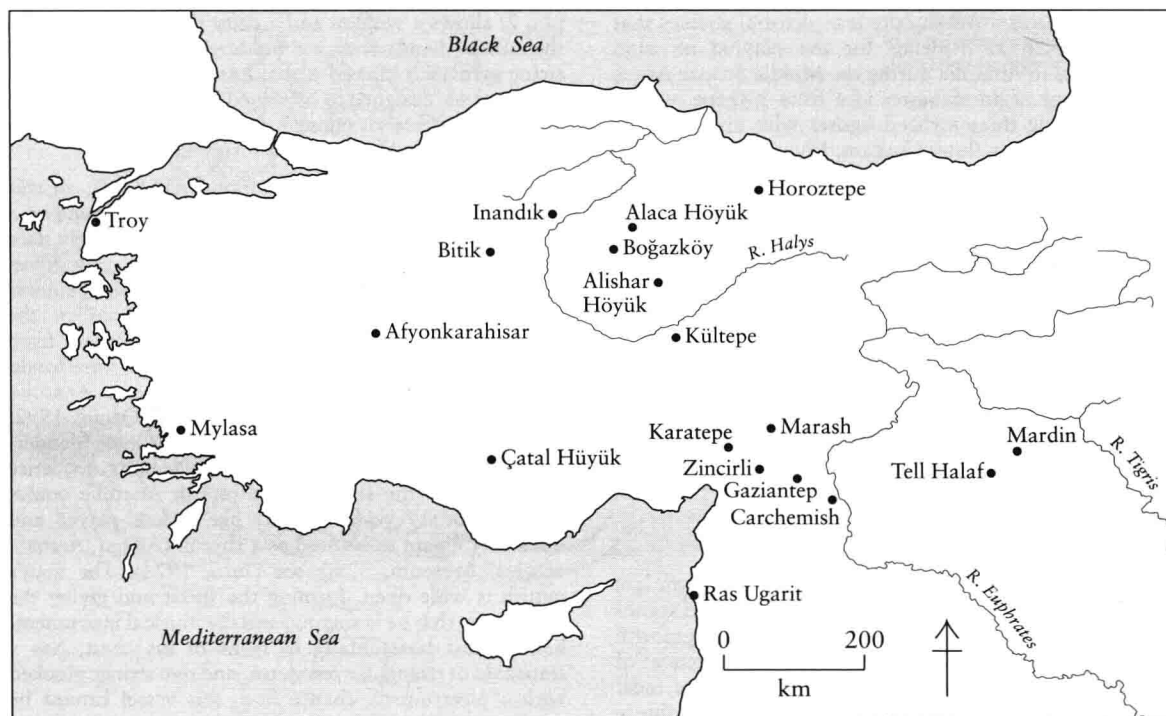 Black Sea
Horoztepe
Troy
Inandık
Alaca Höyük
Bitik
Boğazköy
R. Halys
Alishar
Höyük
Afyonkarahisar
Kültepe
Mylasa
Karatepe
Marash
Mardin
Çatal Hüyük
Zincirli
Tell Halaf
R. Tigris
Gaziantep
Carchemish
R. Euphrates
Ras Ugarit
Mediterranean Sea
0
200
km